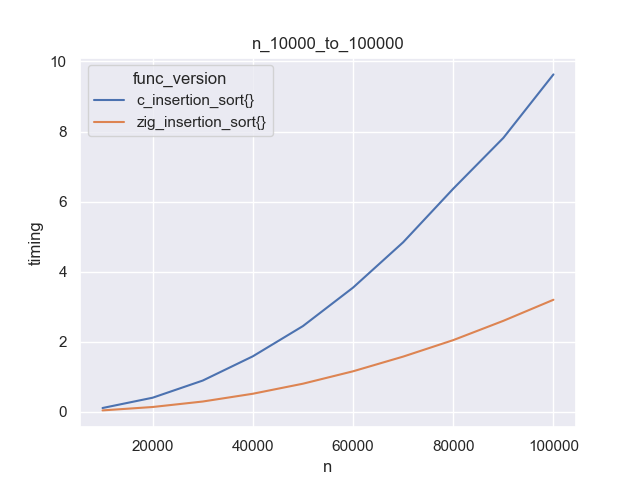 n_10000_to_100000
func_version
c_insertion_sort{}
zig_insertion_sort{}
timing
10
8
6
4
2
0
20000 40000 60000 80000 100000
n